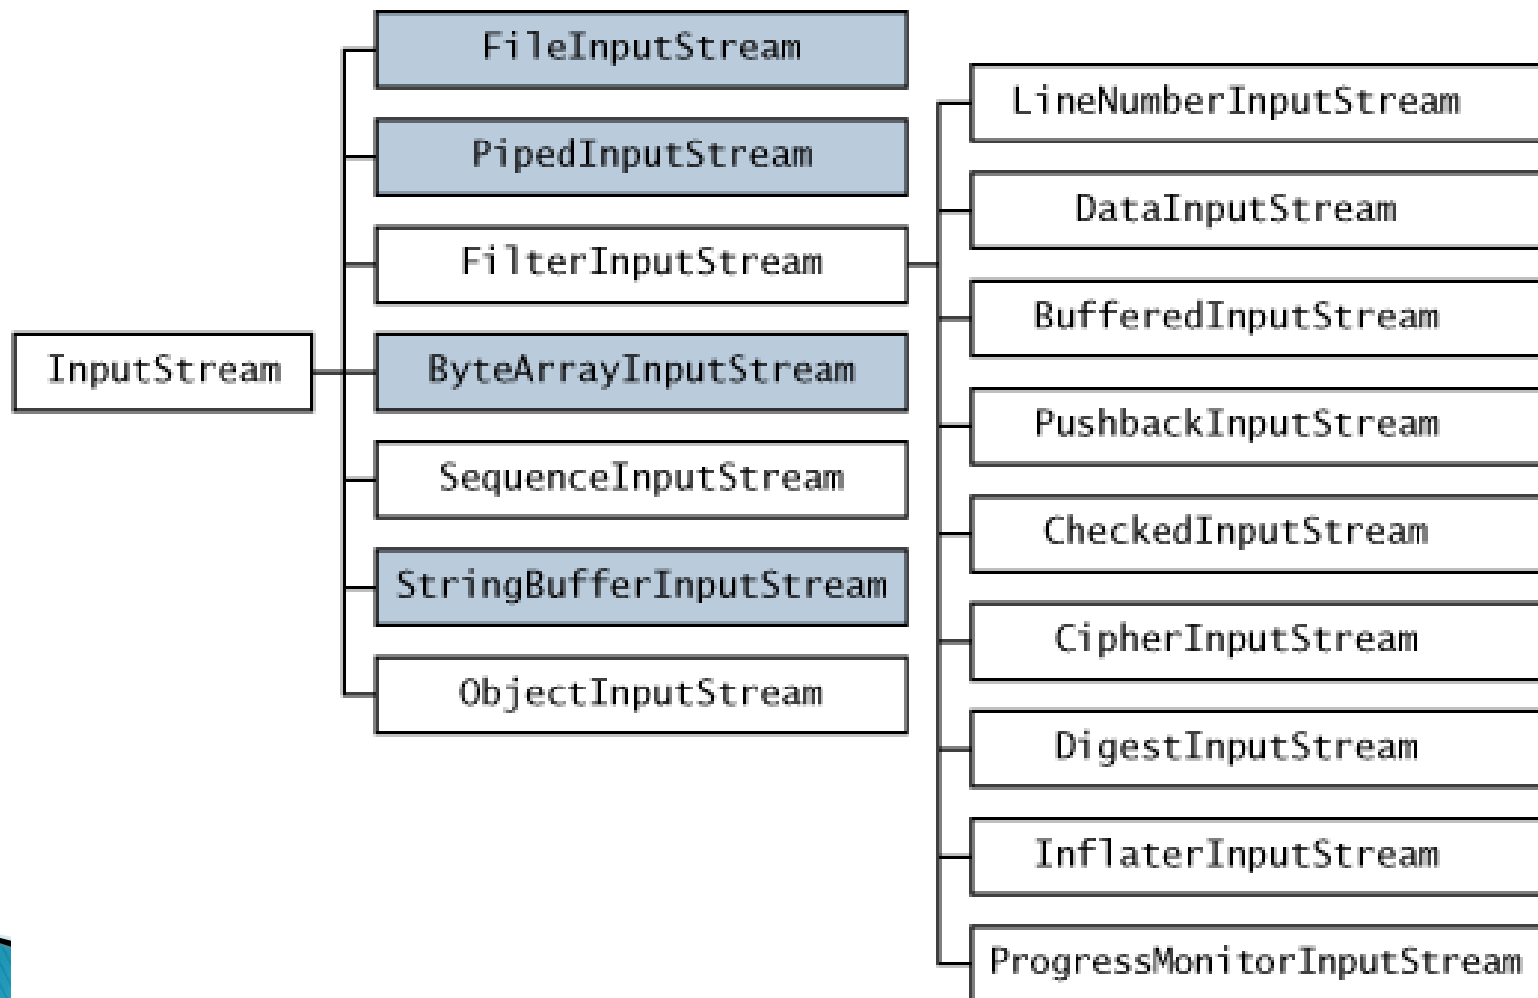 InputStream
FileInputStream
PipedInputStream
FilterInputStream
ByteArrayInputStream
SequenceInputStream
StringBufferInputStream
ObjectInputStream
LineNumberInputStream
DataInputStream
BufferedInputStream
PushbackInputStream
CheckedInputStream
CipherInputStream
DigestInputStream
InflaterInputStream
ProgressMonitorInputStream